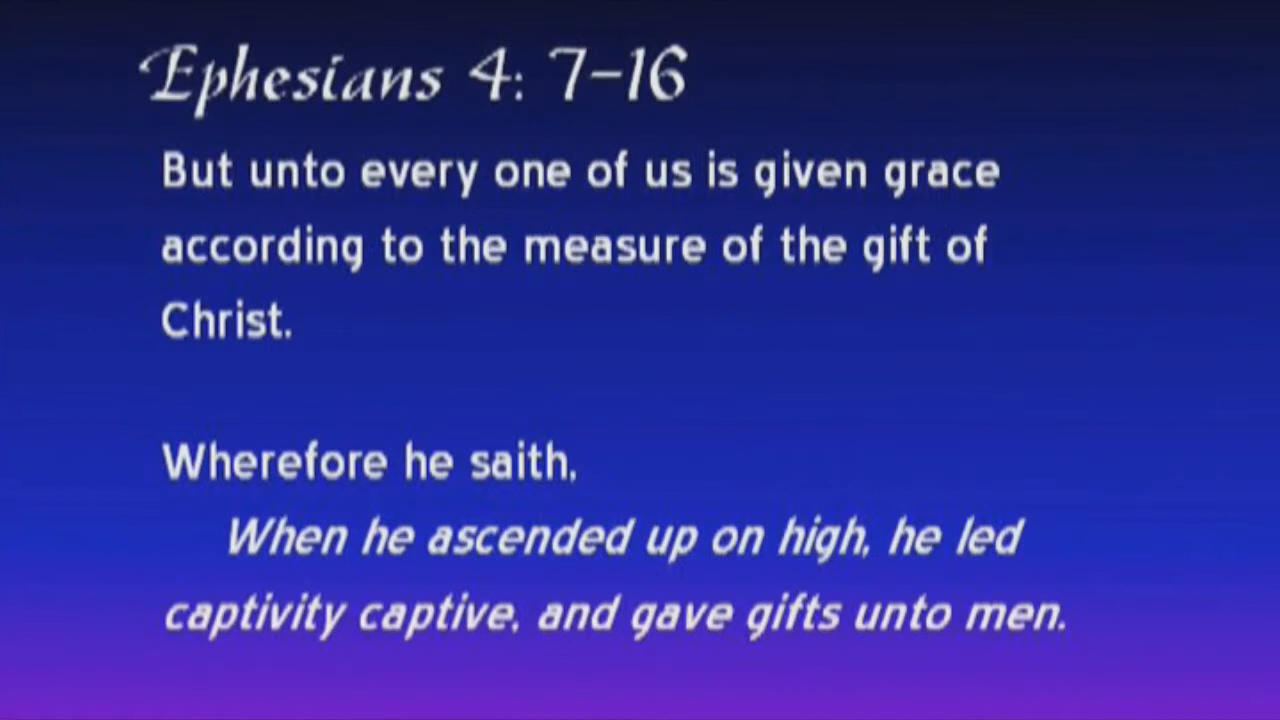 Ephesians 4: 7-16
But unto every one of us is given grace
according to the measure of the gift of
Christ.
Wherefore he saith,
When he ascended up on high, he led
captivity captive, and gave gifts unto men.